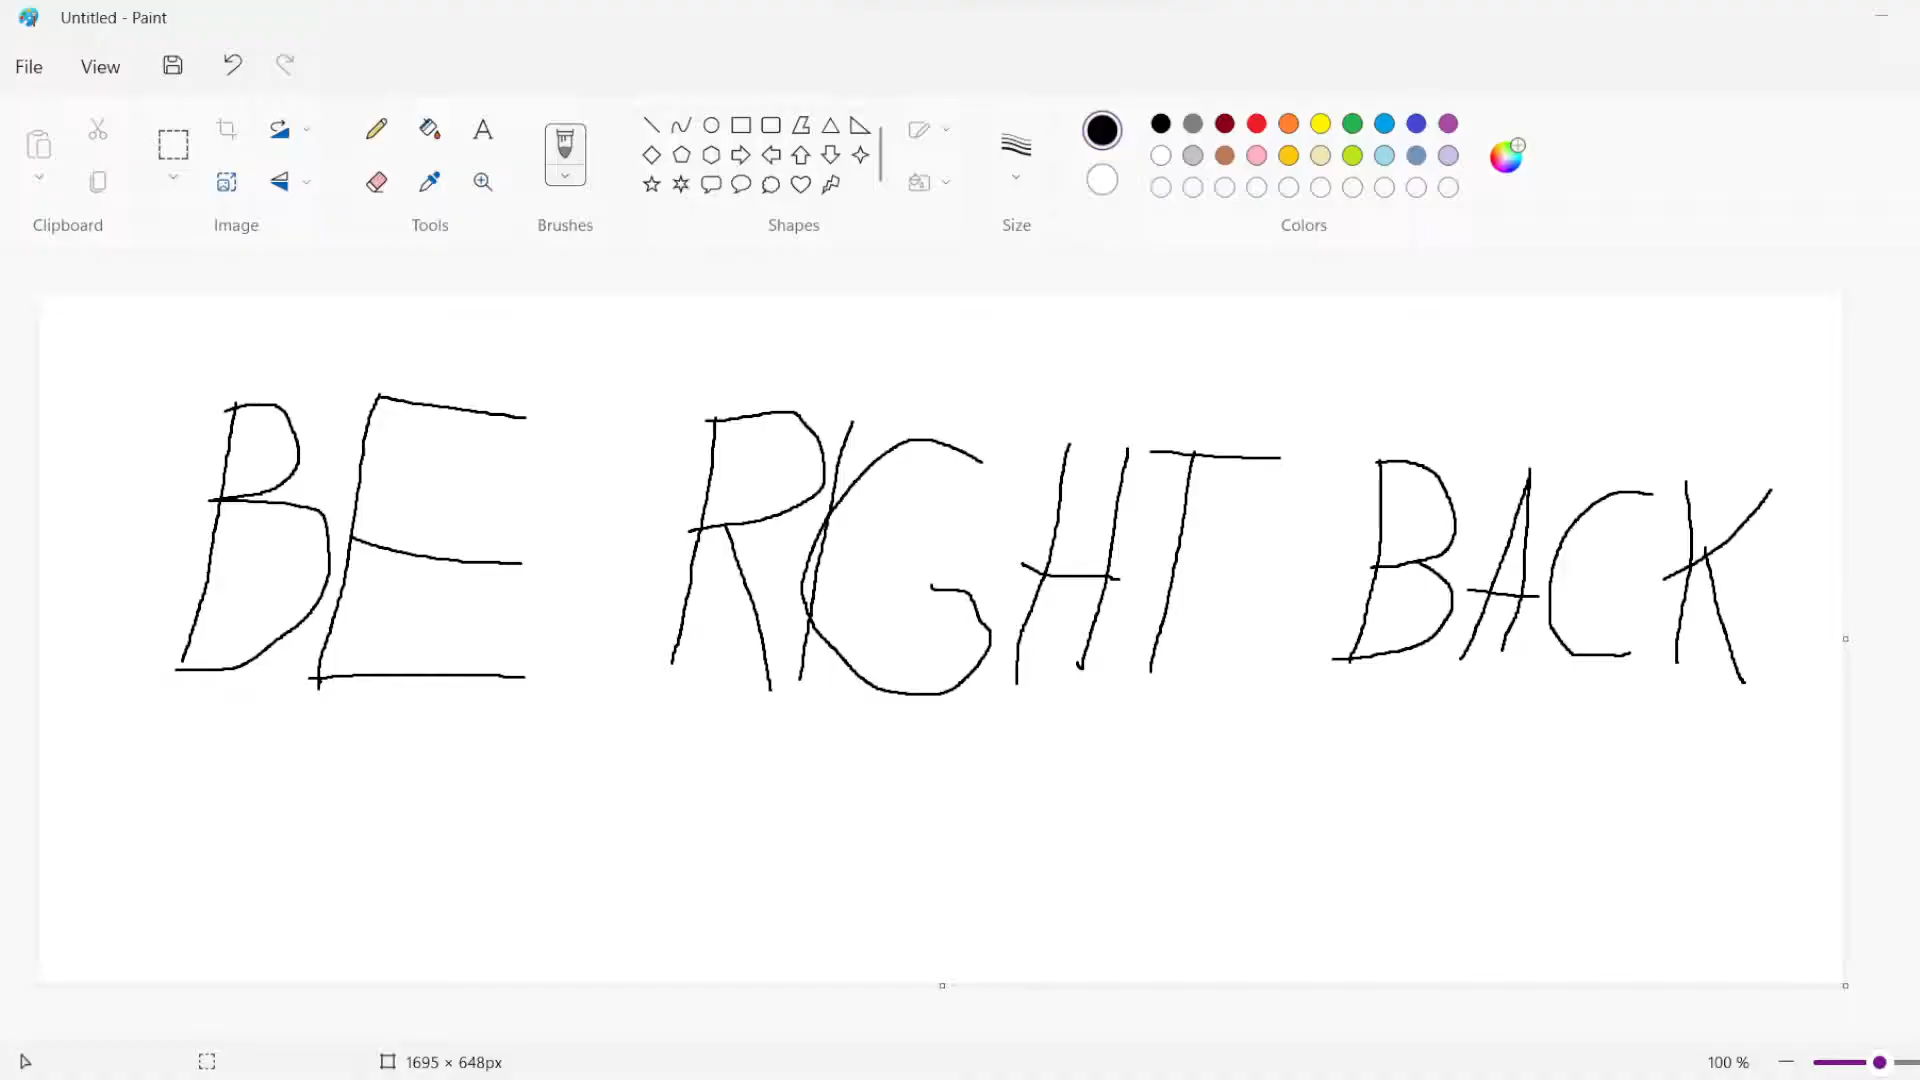 Untitled - Paint
File View
Clipboard Image Tools Brushes Shapes Size Colors
BE RIGHT BACK
1695 × 648px 100 %